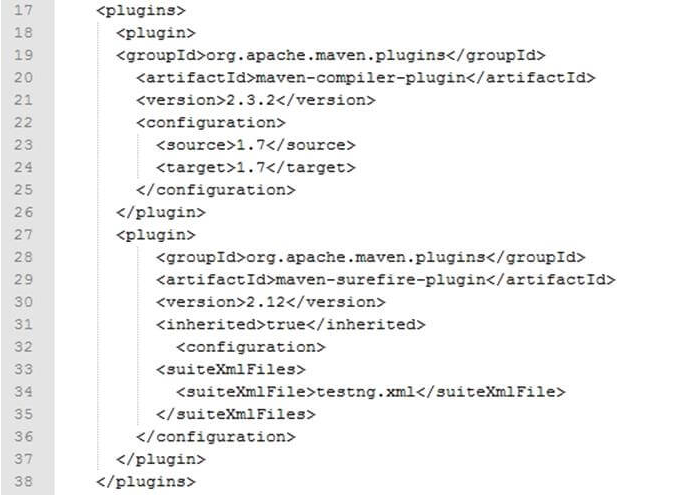 17 <plugins>
18 <plugin>
19 <groupId>org.apache.maven.plugins</groupId>
20 <artifactId>maven-compiler-plugin</artifactId>
21 <version>2.3.2</version>
22 <configuration>
23 <source>1.7</source>
24 <target>1.7</target>
25 </configuration>
26 </plugin>
27 <plugin>
28 <groupId>org.apache.maven.plugins</groupId>
29 <artifactId>maven-surefire-plugin</artifactId>
30 <version>2.12</version>
31 <inherited>true</inherited>
32 <configuration>
33 <suiteXmlFiles>
34 <suiteXmlFile>testng.xml</suiteXmlFile>
35 </suiteXmlFiles>
36 </configuration>
37 </plugin>
38 </plugins>